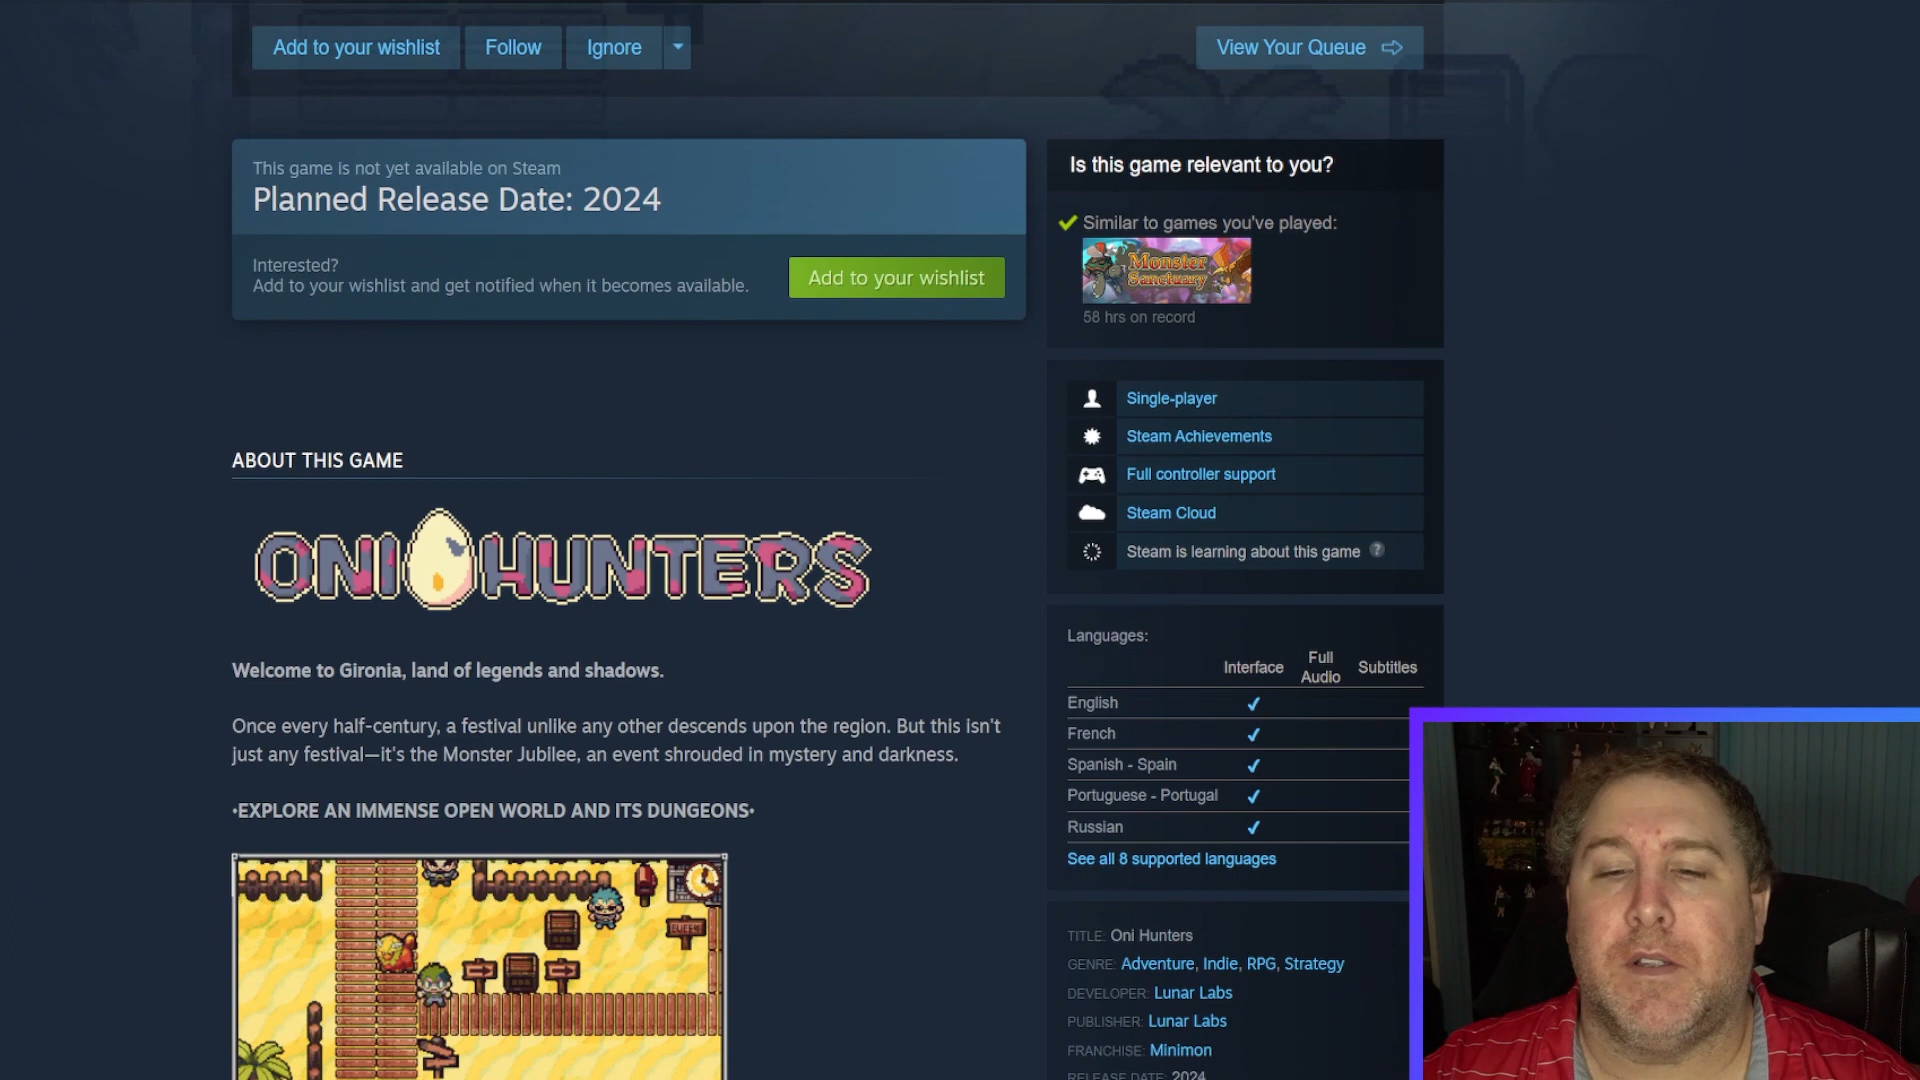 Add to your wishlist
Follow
Ignore
View Your Queue
This game is not yet available on Steam
Planned Release Date: 2024
Interested?
Add to your wishlist and get notified when it becomes available.
Add to your wishlist
Is this game relevant to you?
Similar to games you've played:
Monster
Sanctuary
58 hrs on record
Single-player
Steam Achievements
Full controller support
Steam Cloud
Steam is learning about this game ?
ABOUT THIS GAME
ONI HUNTERS
Welcome to Gironia, land of legends and shadows.
Once every half-century, a festival unlike any other descends upon the region. But this isn't
just any festival—it's the Monster Jubilee, an event shrouded in mystery and darkness.
•EXPLORE AN IMMENSE OPEN WORLD AND ITS DUNGEONS•
Languages:
Interface
Full
Audio
Subtitles
English ✔
French ✔
Spanish - Spain ✔
Portuguese - Portugal ✔
Russian ✔
See all 8 supported languages
TITLE: Oni Hunters
GENRE: Adventure, Indie, RPG, Strategy
DEVELOPER: Lunar Labs
PUBLISHER: Lunar Labs
FRANCHISE: Minimon
RELEASE DATE: 2024